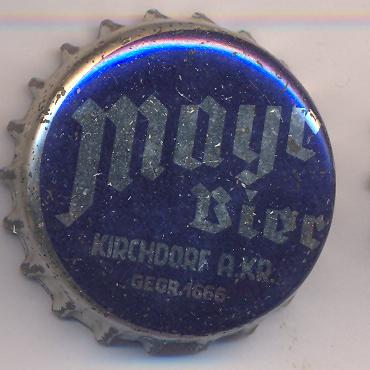 Mayr
Bier
KIRCHDORF A.KR.
GEGR.1666